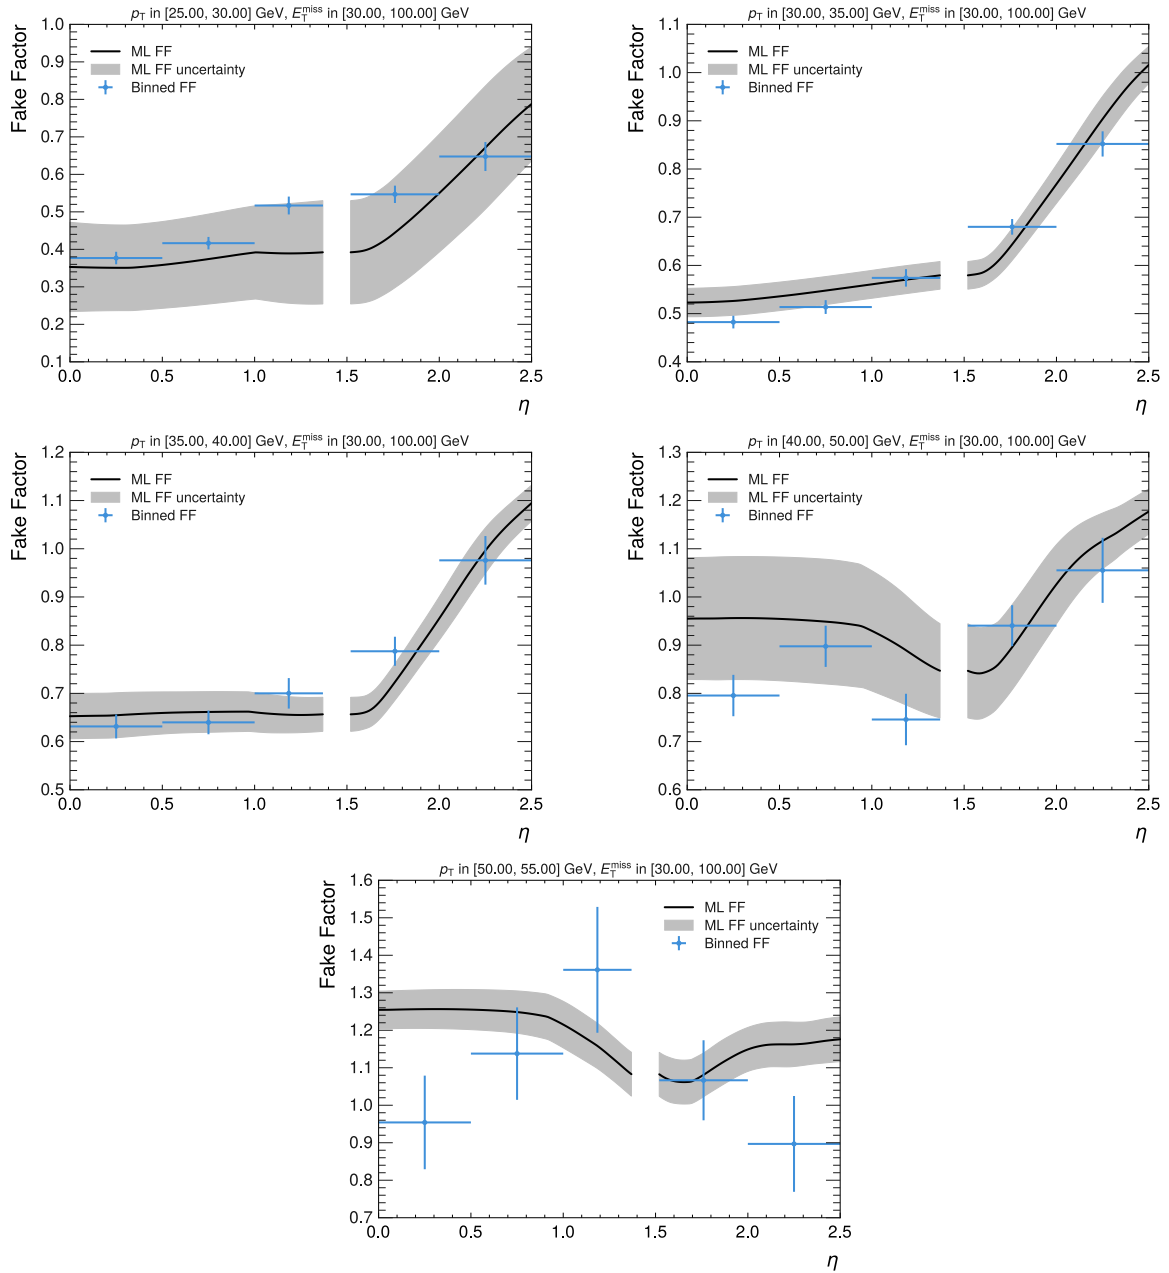 p_T in [25.00, 30.00] GeV, E_T^miss in [30.00, 100.00] GeV
Fake Factor
1.0
0.9
0.8
0.7
0.6
0.5
0.4
0.3
0.2
0.1
ML FF
ML FF uncertainty
Binned FF
0.0 0.5 1.0 1.5 2.0 2.5
η
p_T in [30.00, 35.00] GeV, E_T^miss in [30.00, 100.00] GeV
Fake Factor
1.1
1.0
0.9
0.8
0.7
0.6
0.5
0.4
ML FF
ML FF uncertainty
Binned FF
0.0 0.5 1.0 1.5 2.0 2.5
η
p_T in [35.00, 40.00] GeV, E_T^miss in [30.00, 100.00] GeV
Fake Factor
1.2
1.1
1.0
0.9
0.8
0.7
0.6
0.5
ML FF
ML FF uncertainty
Binned FF
0.0 0.5 1.0 1.5 2.0 2.5
η
p_T in [40.00, 50.00] GeV, E_T^miss in [30.00, 100.00] GeV
Fake Factor
1.3
1.2
1.1
1.0
0.9
0.8
0.7
0.6
ML FF
ML FF uncertainty
Binned FF
0.0 0.5 1.0 1.5 2.0 2.5
η
p_T in [50.00, 55.00] GeV, E_T^miss in [30.00, 100.00] GeV
Fake Factor
1.6
1.5
1.4
1.3
1.2
1.1
1.0
0.9
0.8
0.7
ML FF
ML FF uncertainty
Binned FF
0.0 0.5 1.0 1.5 2.0 2.5
η